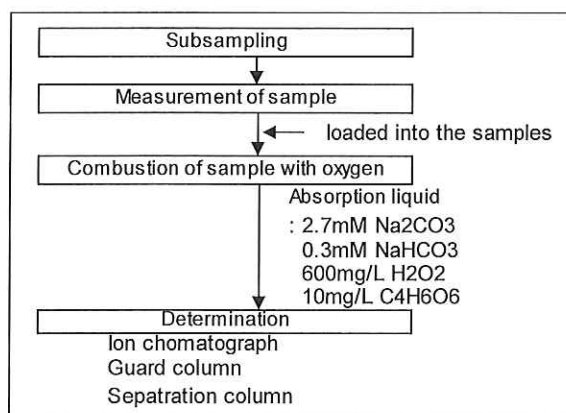 Subsampling
Measurement of sample
loaded into the samples
Combustion of sample with oxygen
Absorption liquid
: 2.7mM Na2CO3
0.3mM NaHCO3
600mg/L H2O2
10mg/L C4H6O6
Determination
Ion chomatograph
Guard column
Sepatration column